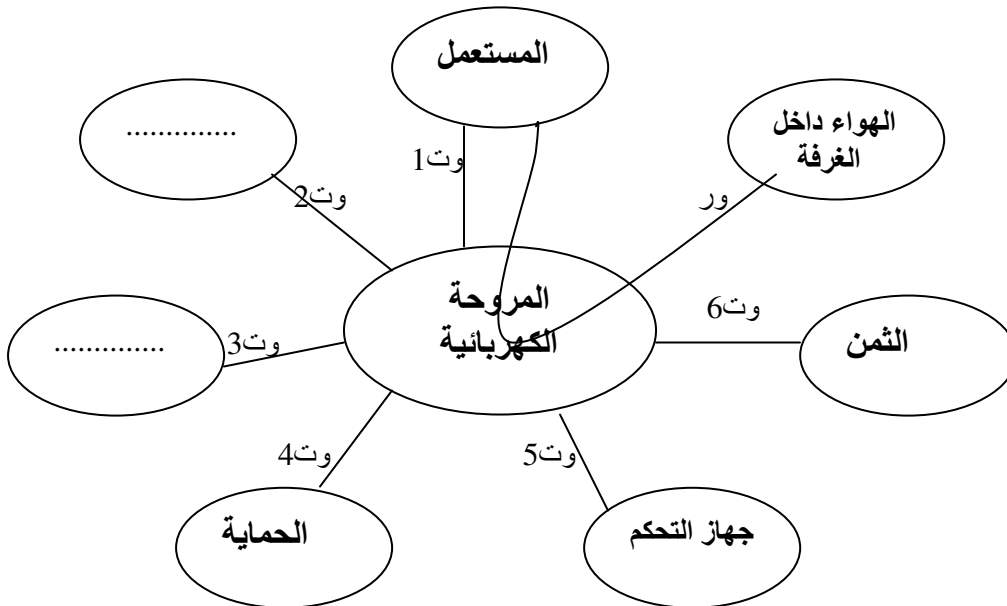 المستعمل
..............
الهواء داخل
الغرفة
وت1
وت2
ور
المروحة
الكهربائية
وت6
الثمن
..............
وت3
وت4
وت5
الحماية
جهاز التحكم